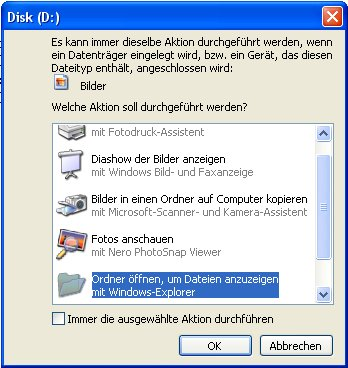 Disk (D:)
Es kann immer dieselbe Aktion durchgeführt werden, wenn
ein Datenträger eingelegt wird, bzw. ein Gerät, das diesen
Dateityp enthält, angeschlossen wird:
Bilder
Welche Aktion soll durchgeführt werden?
mit Fotodruck-Assistent
Diashow der Bilder anzeigen
mit Windows Bild- und Faxanzeige
Bilder in einen Ordner auf Computer kopieren
mit Microsoft-Scanner- und Kamera-Assistent
Fotos anschauen
mit Nero PhotoSnap Viewer
Ordner öffnen, um Dateien anzuzeigen
mit Windows-Explorer
Immer die ausgewählte Aktion durchführen
OK
Abbrechen